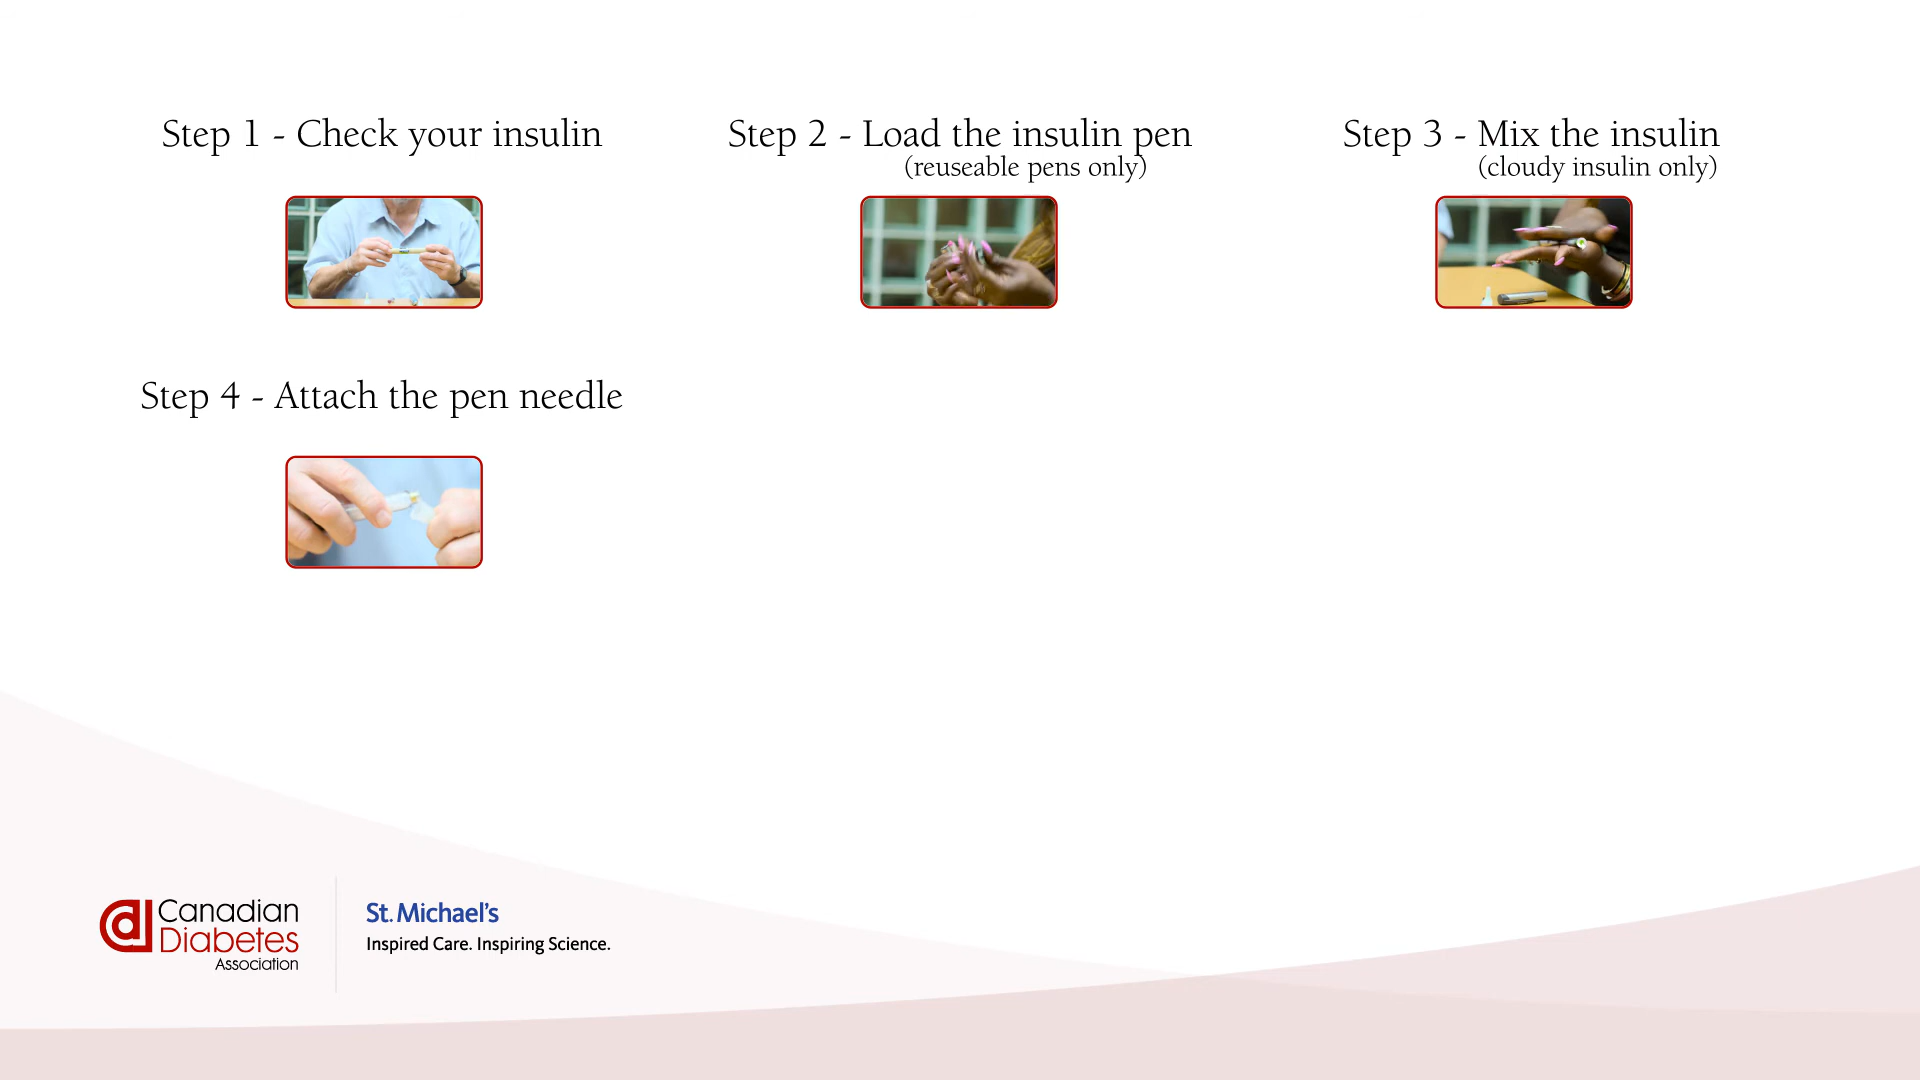 Step 1 - Check your insulin
Step 2 - Load the insulin pen
(reuseable pens only)
Step 3 - Mix the insulin
(cloudy insulin only)
Step 4 - Attach the pen needle
Canadian
Diabetes
Association
St. Michael's
Inspired Care. Inspiring Science.